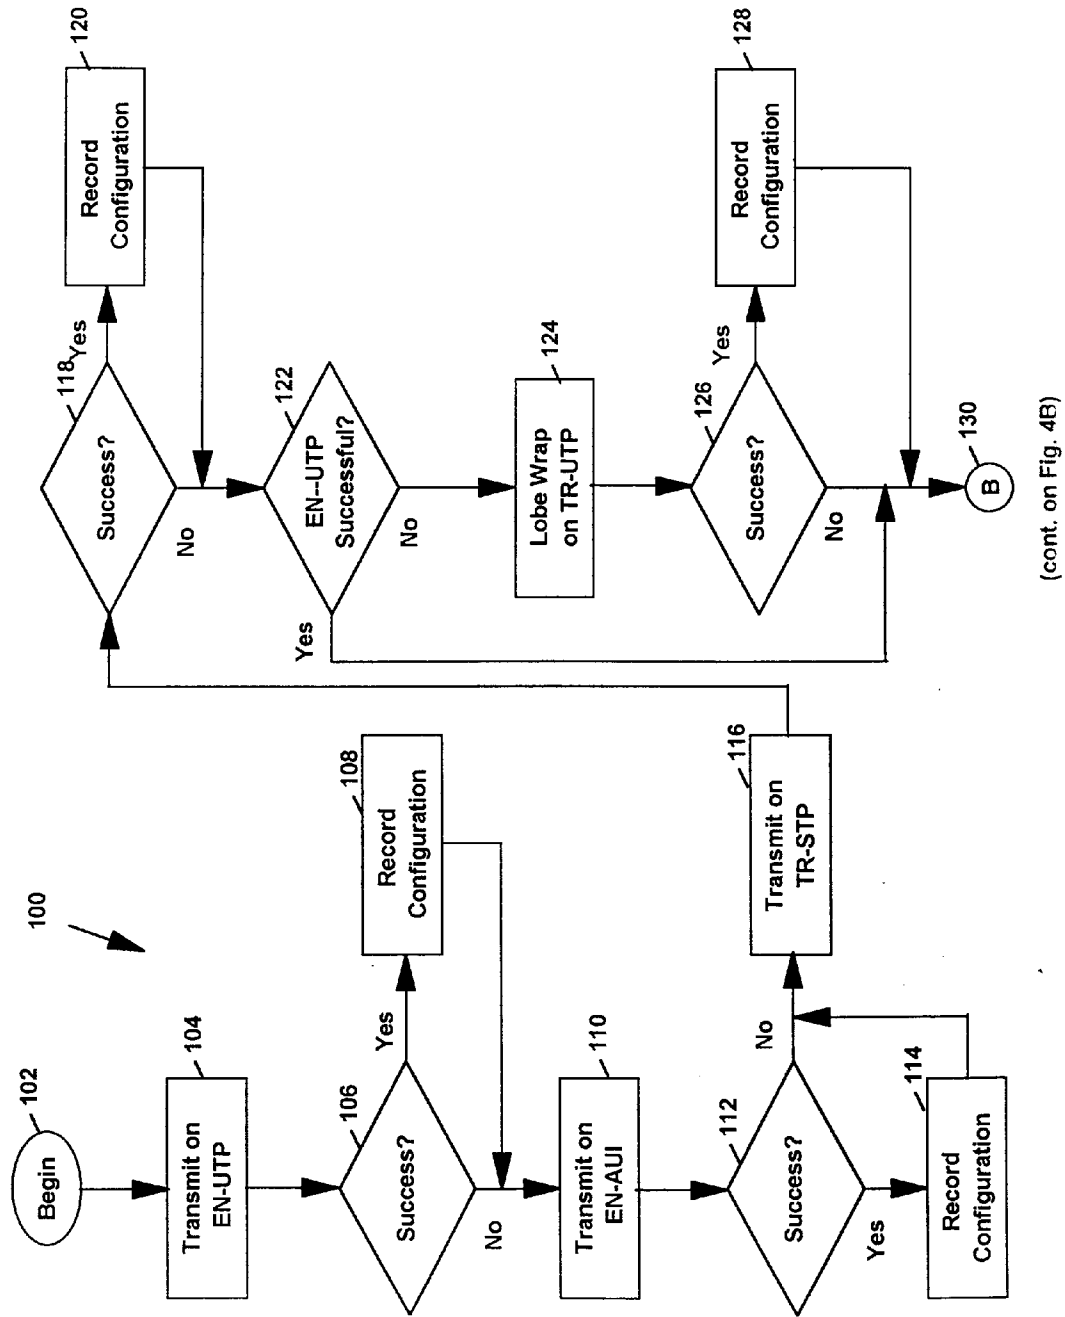 100
Begin
102
Transmit on
EN-UTP
104
Success?
106
Yes
No
Record
Configuration
108
Transmit on
EN-AUI
110
Success?
112
No
Yes
Record
Configuration
114
Transmit on
TR-STP
116
Success?
118
Yes
No
Record
Configuration
120
EN--UTP
Successful?
122
Yes
No
Lobe Wrap
on TR-UTP
124
Success?
126
Yes
No
Record
Configuration
128
B
130
(cont. on Fig. 4B)